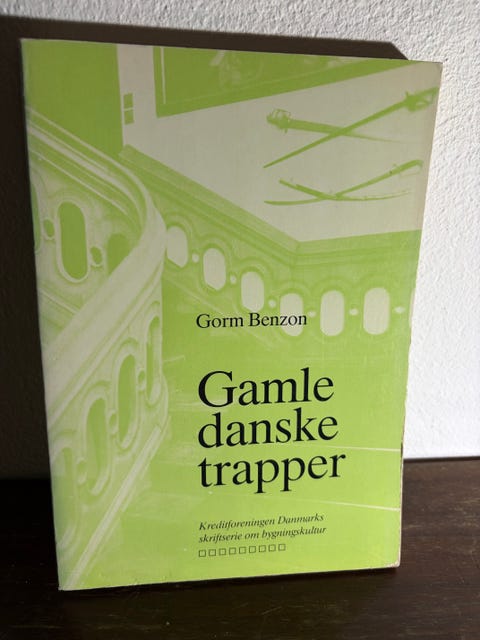 Gorm Benzon
Gamle
danske
trapper
Kreditforeningen Danmarks
skriftserie om bygningskultur